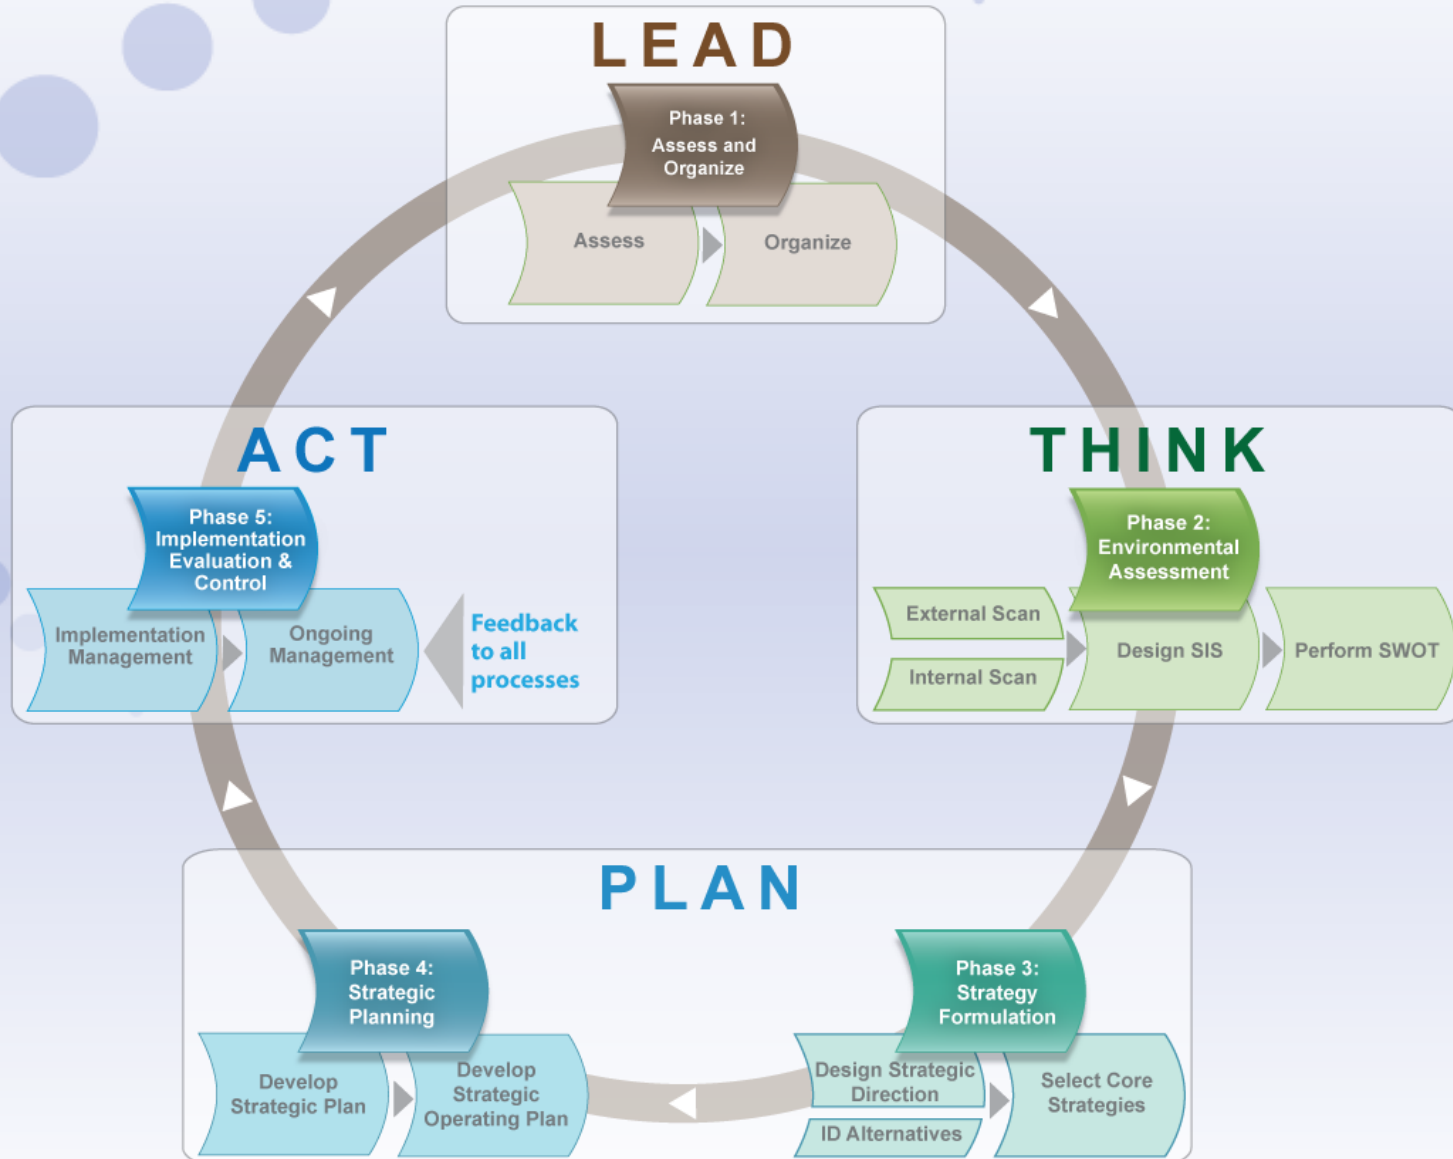 LEAD
Phase 1:
Assess and
Organize
Assess
Organize
ACT
Phase 5:
Implementation
Evaluation &
Control
Implementation
Management
Ongoing
Management
Feedback
to all
processes
THINK
Phase 2:
Environmental
Assessment
External Scan
Internal Scan
Design SIS
Perform SWOT
PLAN
Phase 4:
Strategic
Planning
Develop
Strategic Plan
Develop
Strategic
Operating Plan
Phase 3:
Strategy
Formulation
Design Strategic
Direction
ID Alternatives
Select Core
Strategies